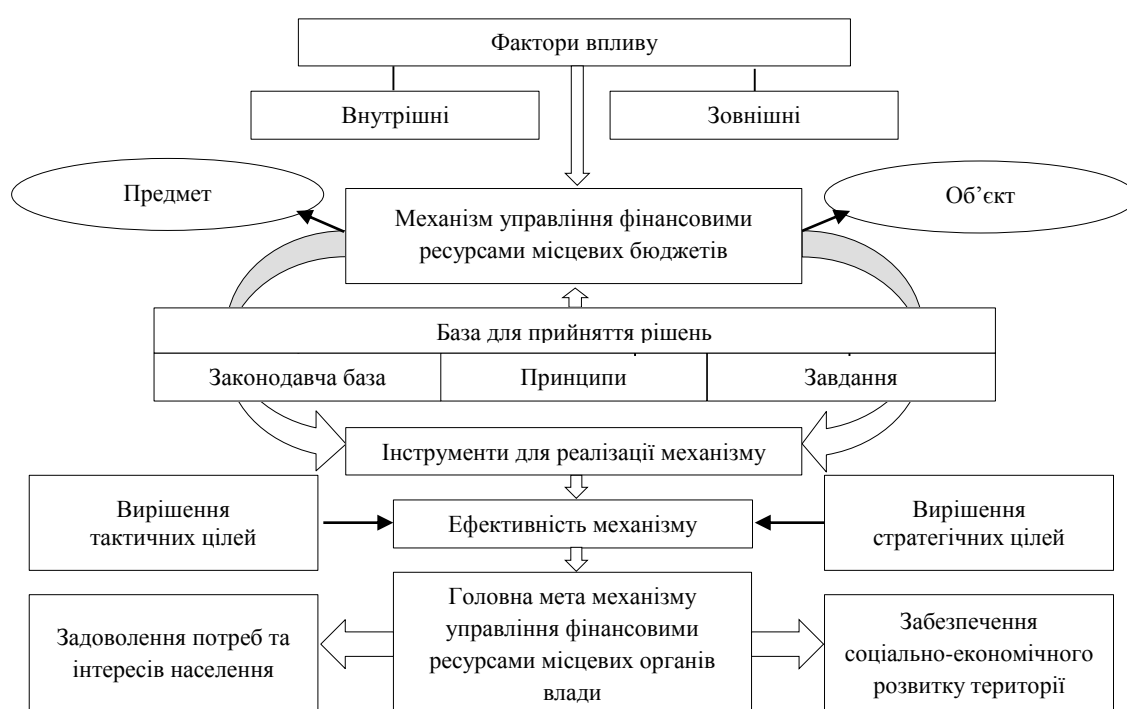 Фактори впливу
Внутрішні
Зовнішні
Предмет
Об’єкт
Механізм управління фінансовими
ресурсами місцевих бюджетів
База для прийняття рішень
Законодавча база
Принципи
Завдання
Інструменти для реалізації механізму
Вирішення
тактичних цілей
Ефективність механізму
Вирішення
стратегічних цілей
Задоволення потреб та
інтересів населення
Головна мета механізму
управління фінансовими
ресурсами місцевих органів
влади
Забезпечення
соціально-економічного
розвитку території